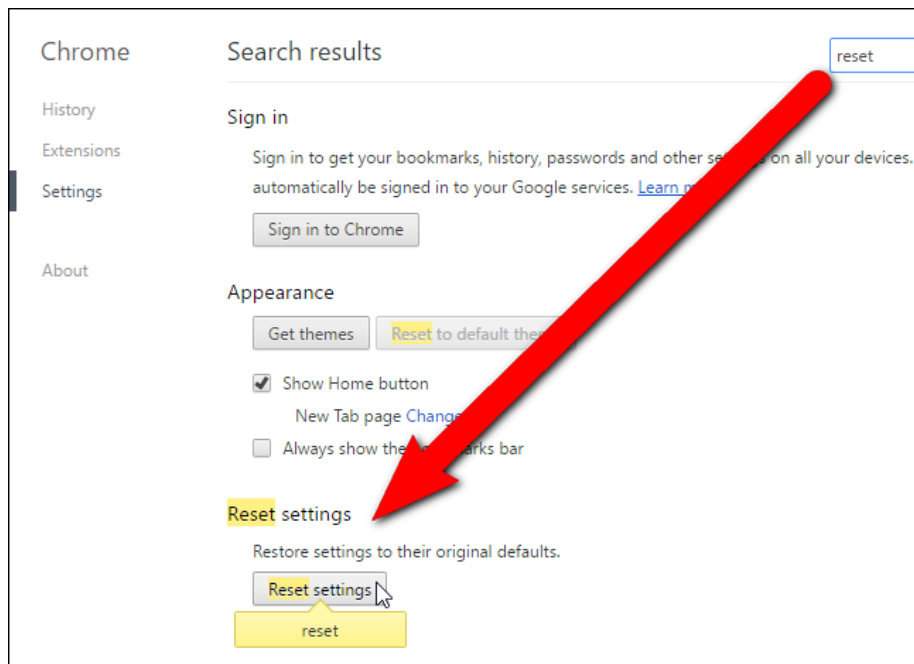 Chrome
Search results
reset
History
Extensions
Settings
About
Sign in
Sign in to get your bookmarks, history, passwords and other on all your devices.
automatically be signed in to your Google services. Learn
Sign in to Chrome
Appearance
Get themes
Reset to default
Show Home button
New Tab page Change
Always show the bar
Reset settings
Restore settings to their original defaults.
Reset settings
reset